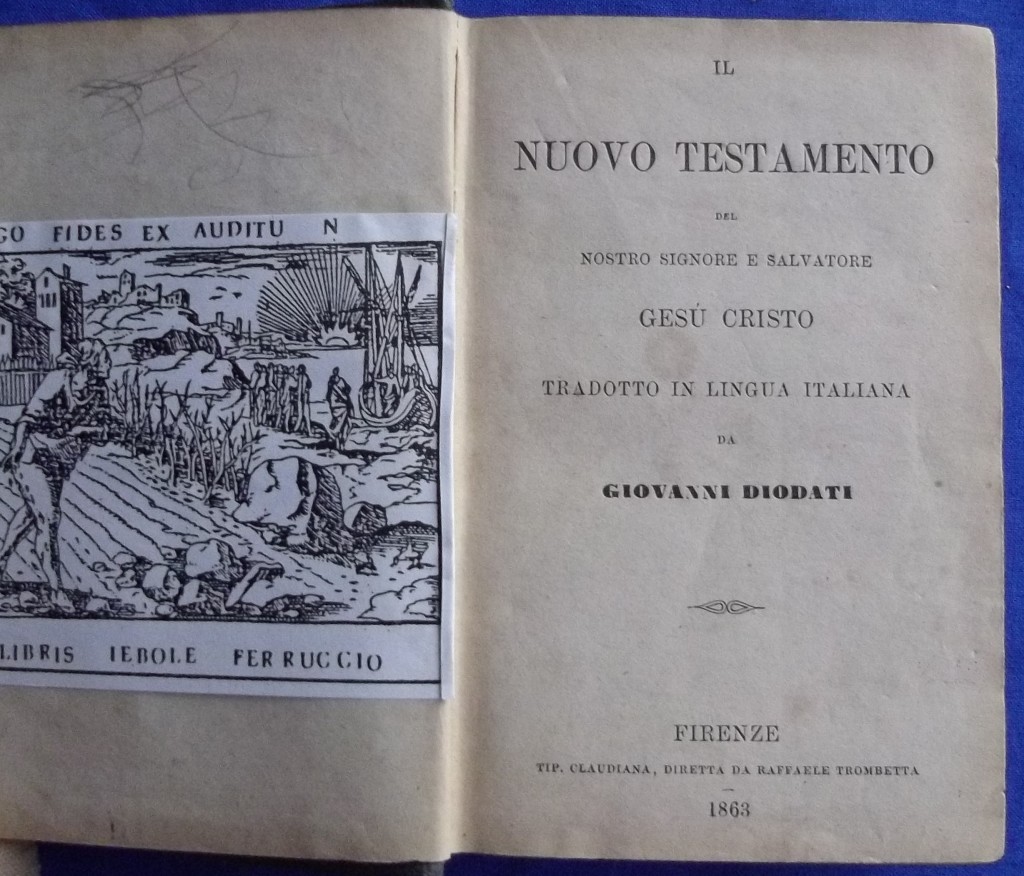 GO FIDES EX AUDITU N
LIBRIS IEBOLE FERRUCCIO
IL
NUOVO TESTAMENTO
DEL
NOSTRO SIGNORE E SALVATORE
GESÚ CRISTO
TRADOTTO IN LINGUA ITALIANA
DA
GIOVANNI DIODATI
FIRENZE
TIP. CLAUDIANA, DIRETTA DA RAFFAELE TROMBETTA
1863